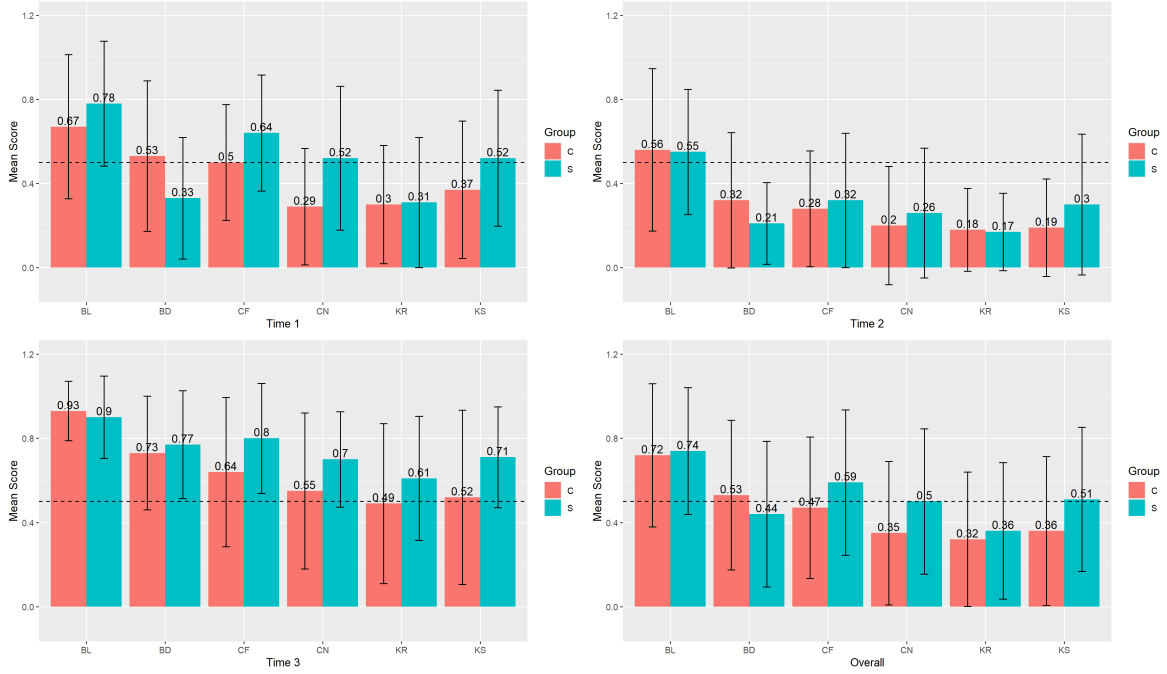 1.2
0.8
0.4
0.0
Mean Score
0.67 0.78 0.53 0.33 0.5 0.64 0.29 0.52 0.3 0.31 0.37 0.52
BL BD CF CN KR KS
Time 1
Group
C
S
1.2
0.8
0.4
0.0
Mean Score
0.56 0.55 0.32 0.21 0.28 0.32 0.2 0.26 0.18 0.17 0.19 0.3
BL BD CF CN KR KS
Time 2
Group
C
S
1.2
0.8
0.4
0.0
Mean Score
0.93 0.9 0.73 0.77 0.64 0.8 0.55 0.7 0.49 0.61 0.52 0.71
BL BD CF CN KR KS
Time 3
Group
C
S
1.2
0.8
0.4
0.0
Mean Score
0.72 0.74 0.53 0.44 0.47 0.59 0.35 0.5 0.32 0.36 0.36 0.51
BL BD CF CN KR KS
Overall
Group
C
S